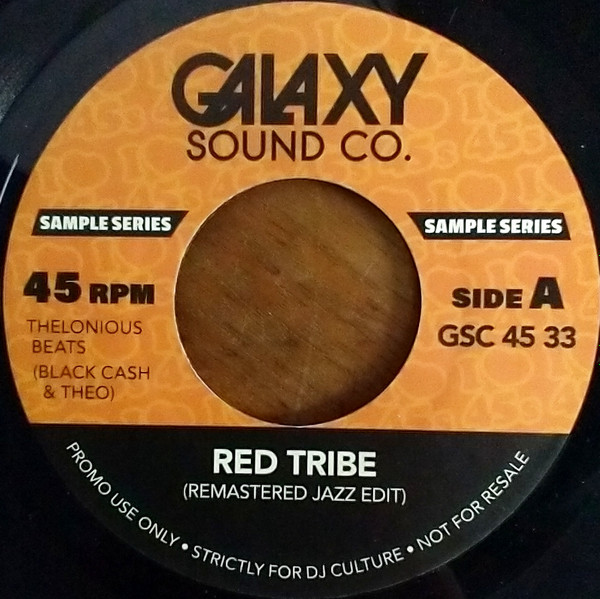 GALAXY
SOUND CO.
SAMPLE SERIES
SAMPLE SERIES
45 RPM
THELONIOUS
BEATS
(BLACK CASH
& THEO)
SIDE A
GSC 45 33
RED TRIBE
(REMASTERED JAZZ EDIT)
PROMO USE ONLY • STRICTLY FOR DJ CULTURE • NOT FOR RESALE